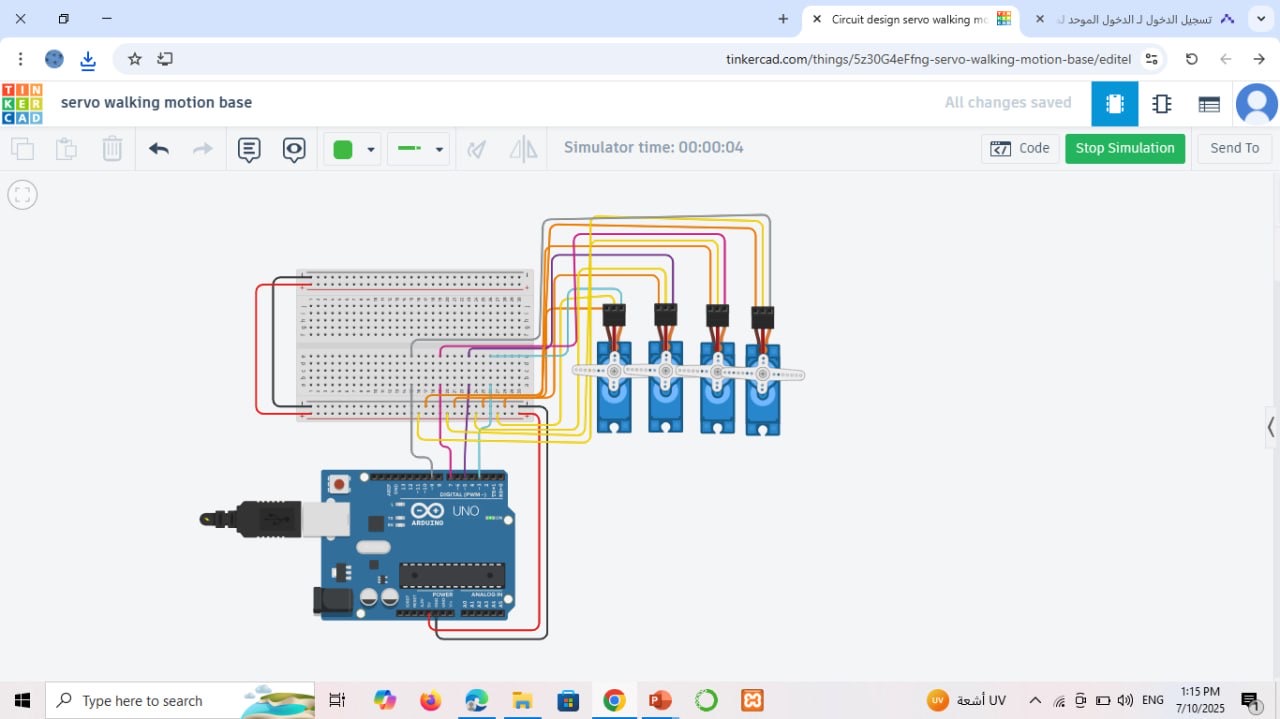 Circuit design servo walking mo
تسجيل الدخول لـ الدخول الموحد لـ
tinkercad.com/things/5z30G4eFfng-servo-walking-motion-base/editel
TINKERCAD
servo walking motion base
All changes saved
Simulator time: 00:00:04
Code
Stop Simulation
Send To
DIGITAL (PWM~)
UNO
ARDUINO
POWER
ANALOG IN
Type here to search
أشعة UV
ENG
1:15 PM
7/10/2025